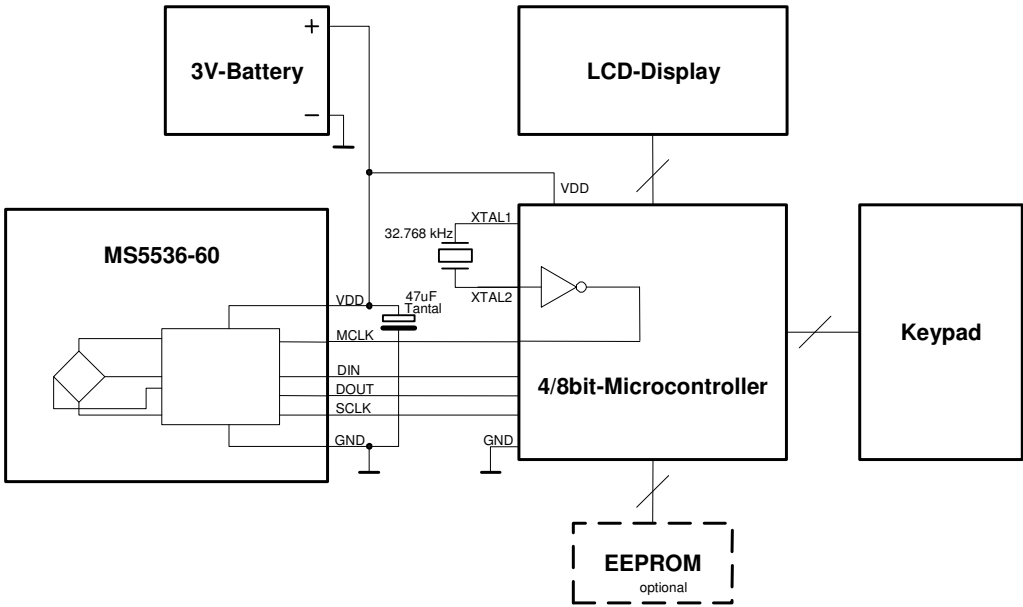 +
3V-Battery
−
LCD-Display
VDD
XTAL1
32.768 kHz
XTAL2
MS5536-60
VDD
47uF
Tantal
MCLK
DIN
DOUT
SCLK
GND
GND
4/8bit-Microcontroller
Keypad
EEPROM
optional